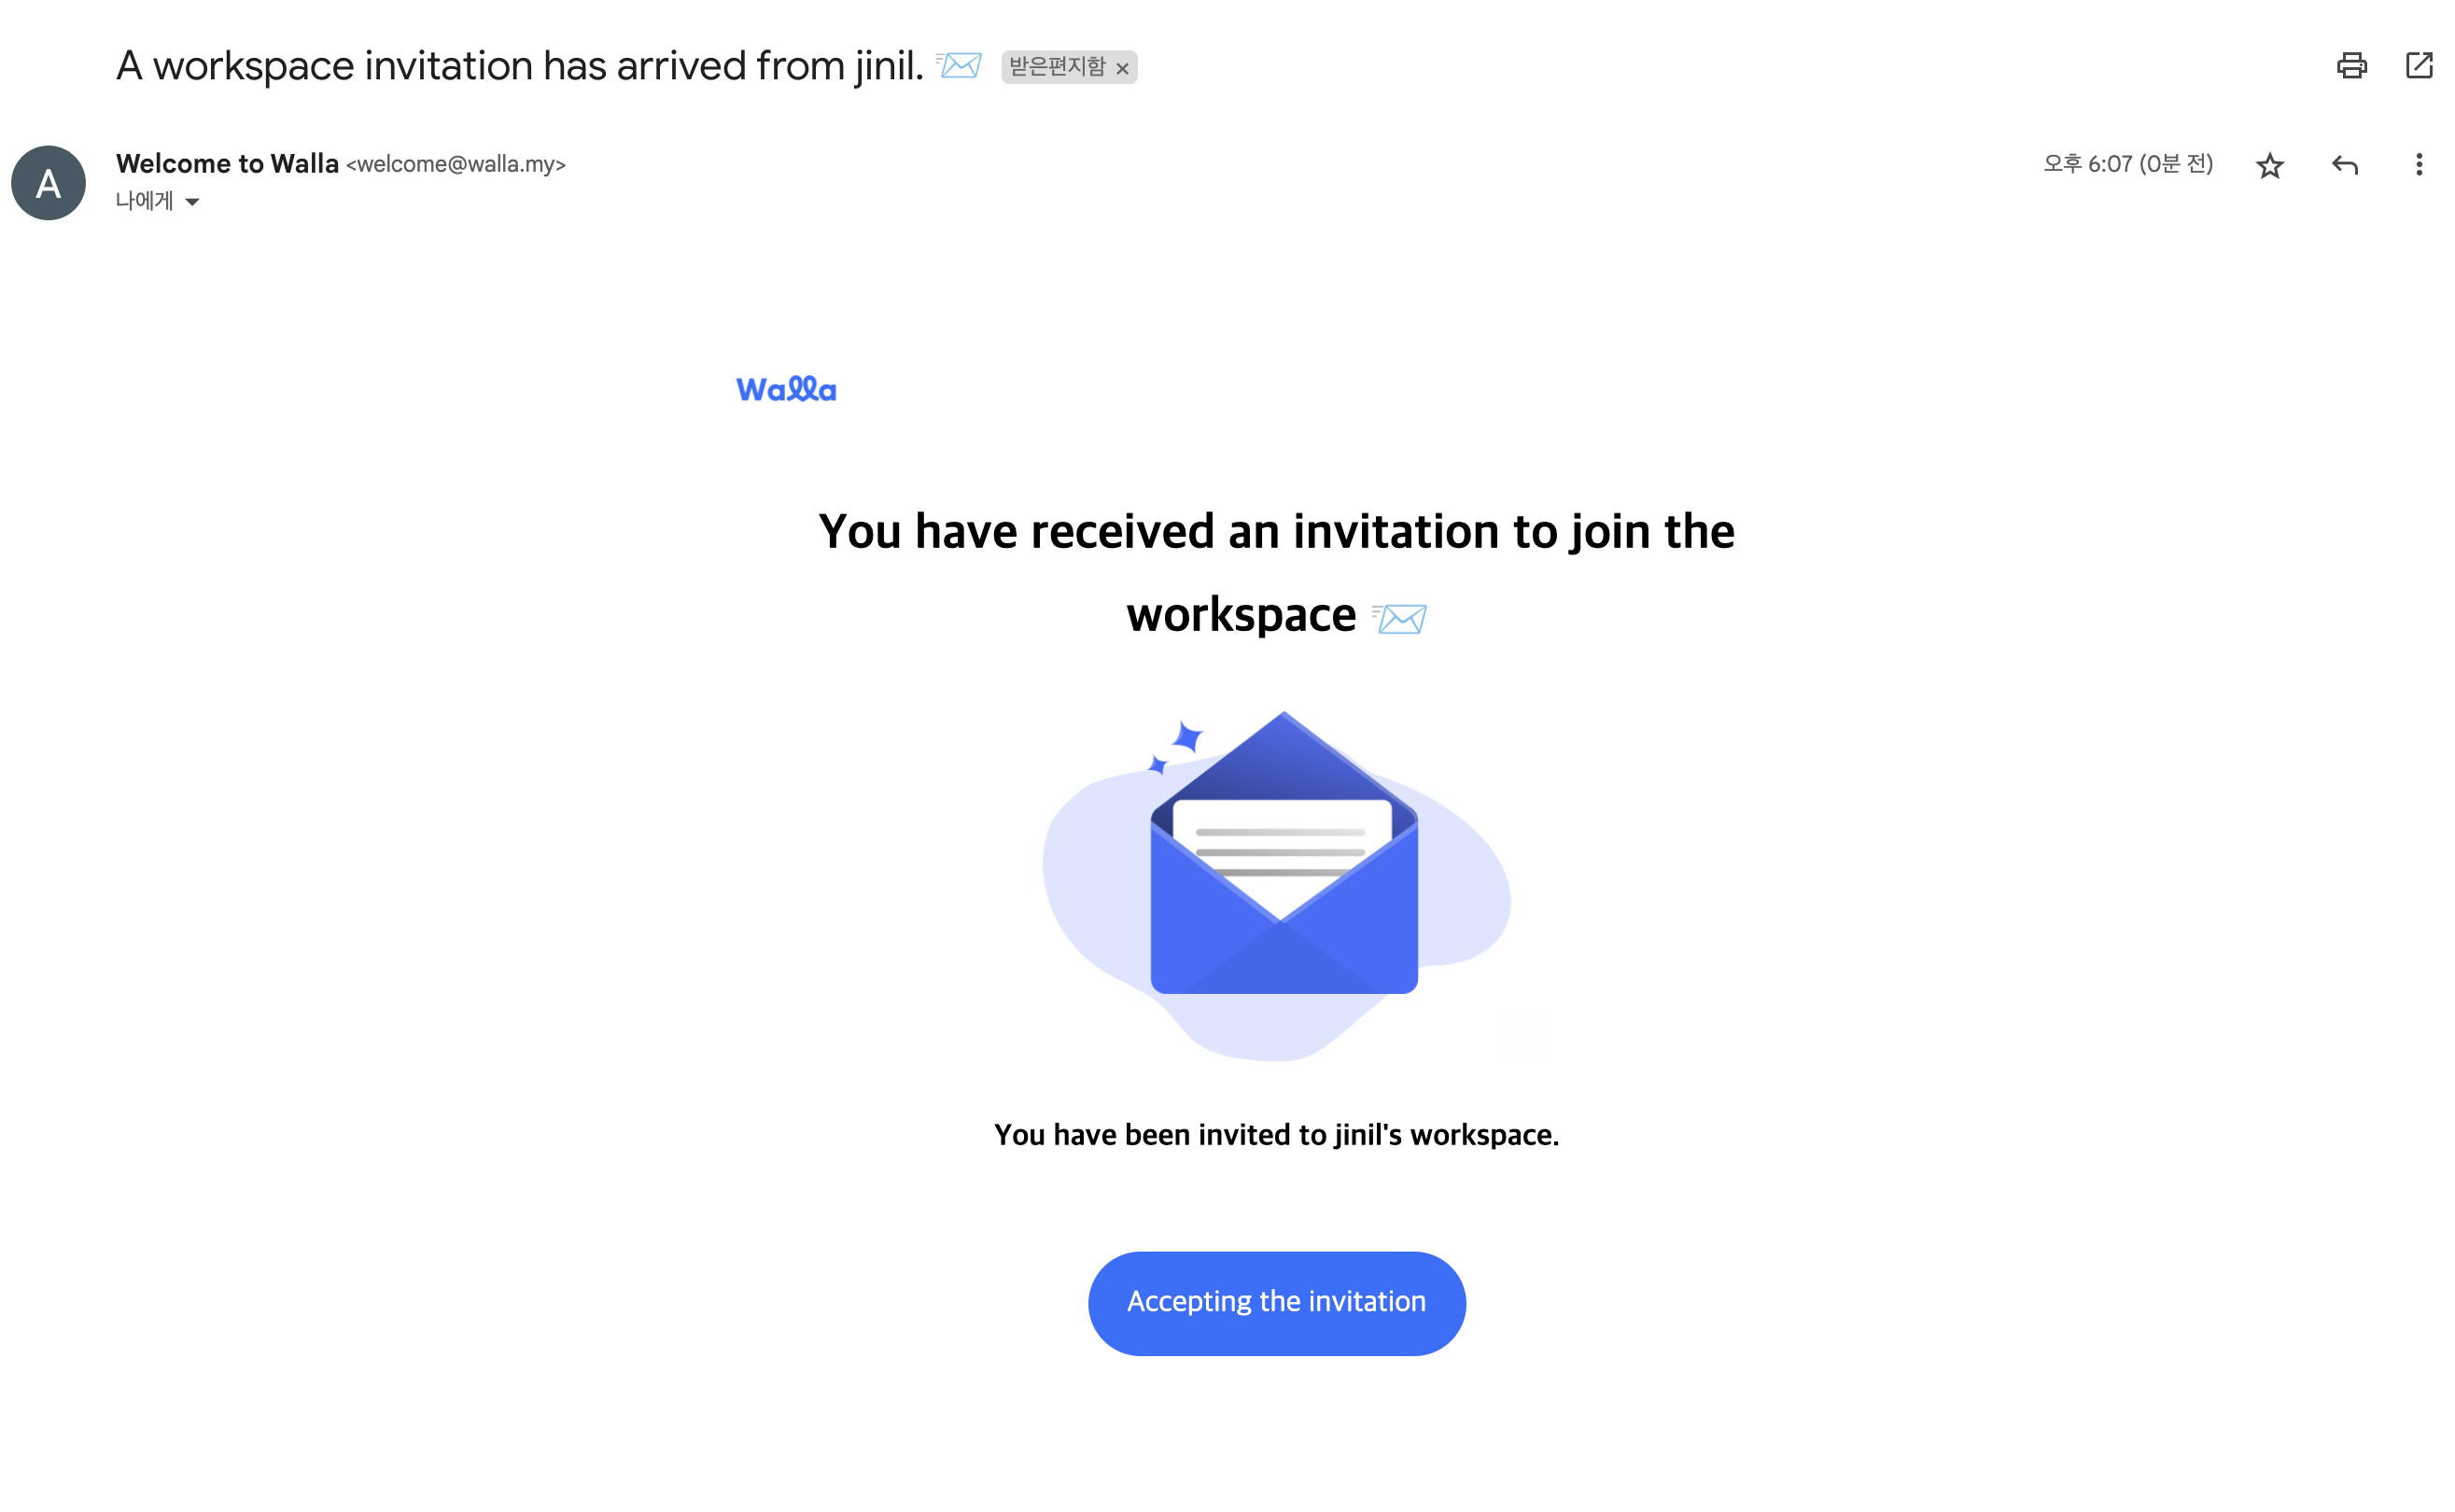 A workspace invitation has arrived from jinil. 📨 받은편지함 ×
A
Welcome to Walla <welcome@walla.my>
오후 6:07 (0분 전)
나에게
Walla
You have received an invitation to join the
workspace 📨
You have been invited to jinil's workspace.
Accepting the invitation